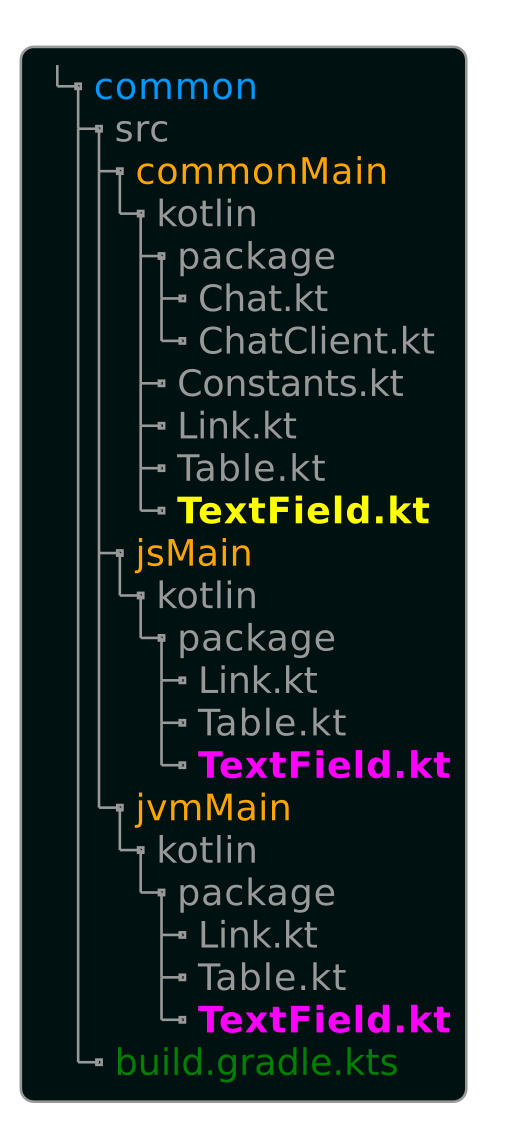 common
src
commonMain
kotlin
package
Chat.kt
ChatClient.kt
Constants.kt
Link.kt
Table.kt
TextField.kt
jsMain
kotlin
package
Link.kt
Table.kt
TextField.kt
jvmMain
kotlin
package
Link.kt
Table.kt
TextField.kt
build.gradle.kts